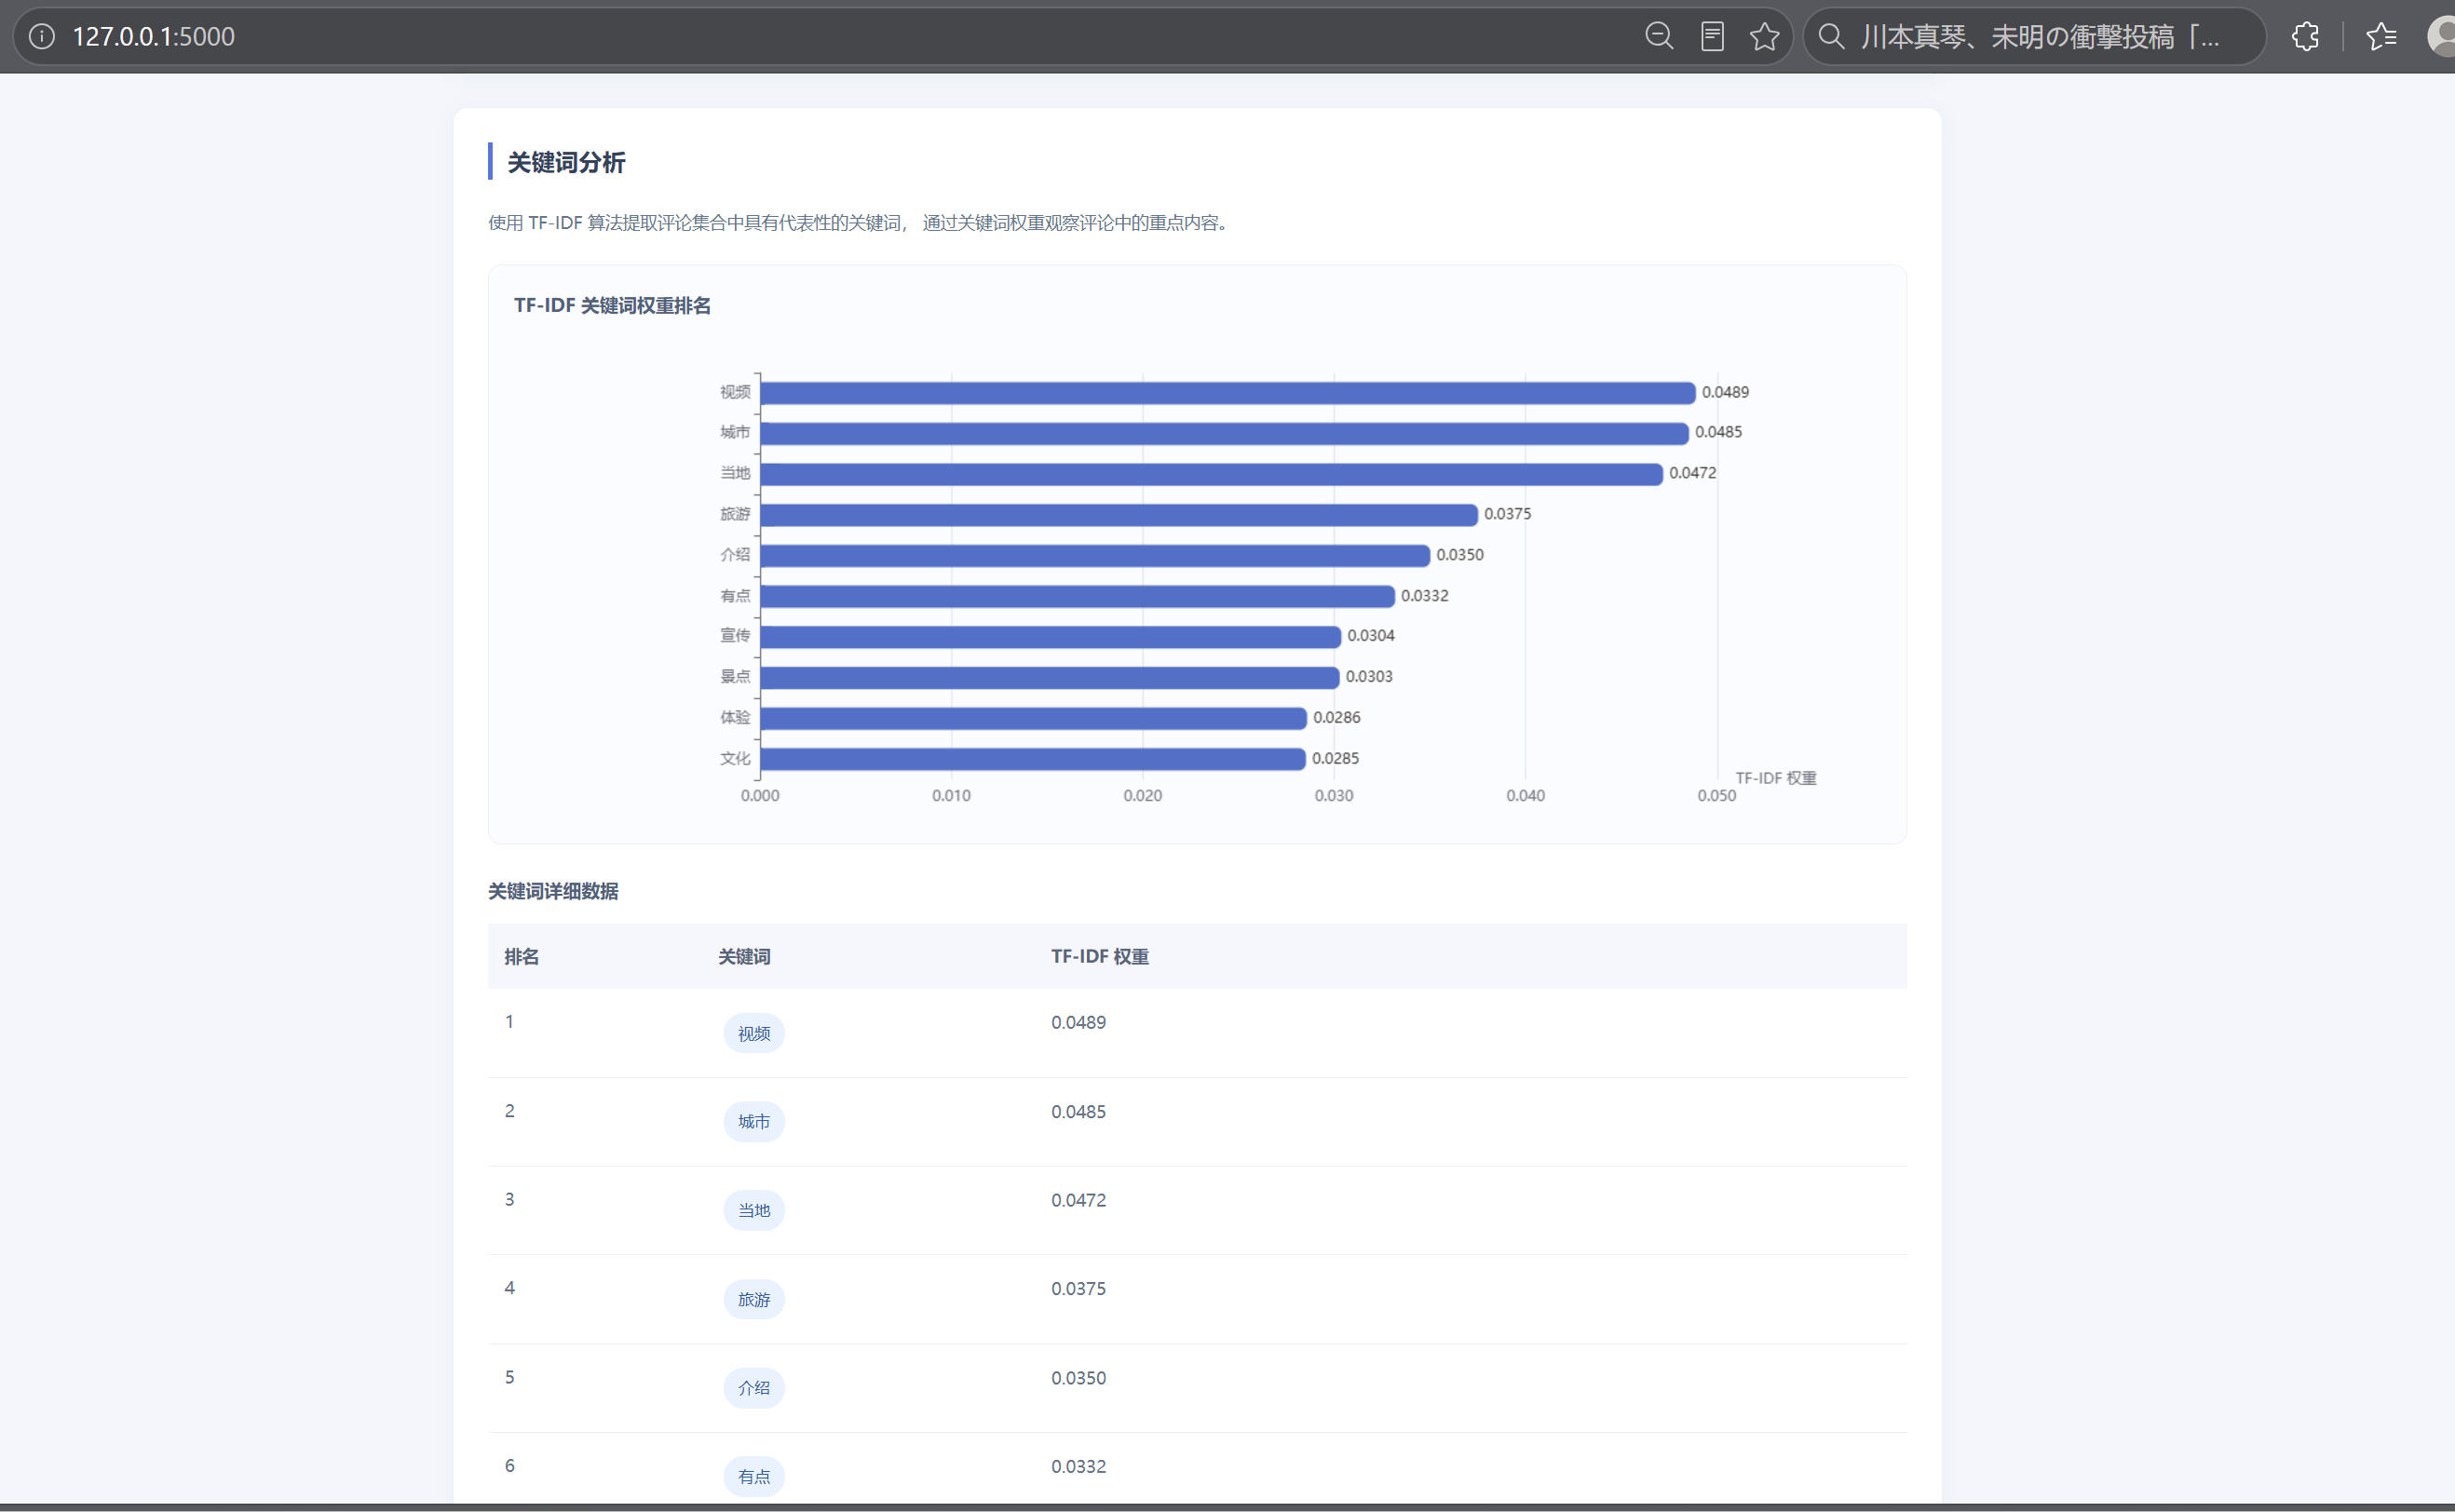 127.0.0.1:5000
川本真琴、未明の衝撃投稿「...
关键词分析
使用 TF-IDF 算法提取评论集合中具有代表性的关键词， 通过关键词权重观察评论中的重点内容。
TF-IDF 关键词权重排名
视频 0.0489
城市 0.0485
当地 0.0472
旅游 0.0375
介绍 0.0350
有点 0.0332
宣传 0.0304
景点 0.0303
体验 0.0286
文化 0.0285
TF-IDF 权重
0.000 0.010 0.020 0.030 0.040 0.050
关键词详细数据
排名 关键词 TF-IDF 权重
1 视频 0.0489
2 城市 0.0485
3 当地 0.0472
4 旅游 0.0375
5 介绍 0.0350
6 有点 0.0332